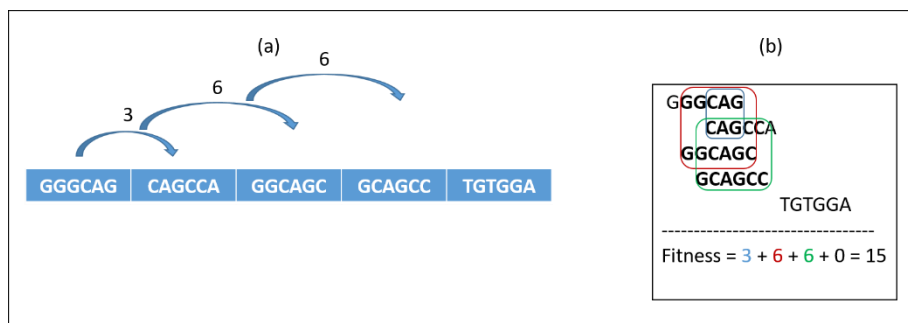 (a)
6
6
3
GGGCAG CAGCCA GGCAGC GCAGCC TGTGGA
(b)
GGGCAG
CAGCCA
GGCAGC
GCAGCC
TGTGGA
---------------------------------
Fitness = 3 + 6 + 6 + 0 = 15